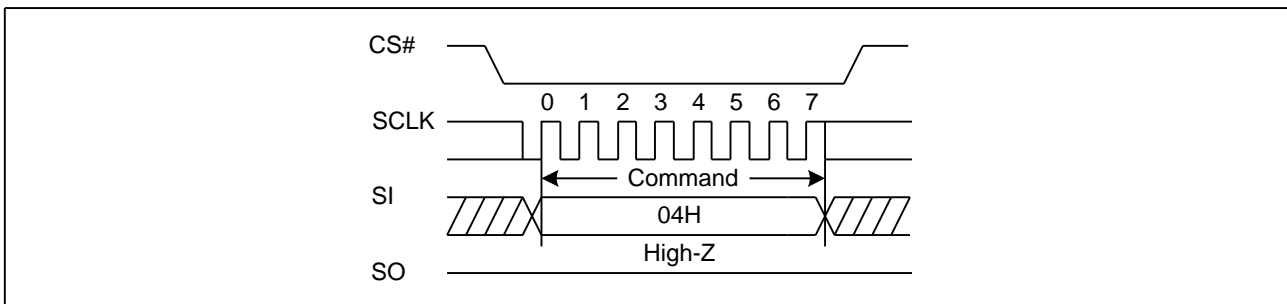 CS#
0 1 2 3 4 5 6 7
SCLK
Command
SI
04H
High-Z
SO